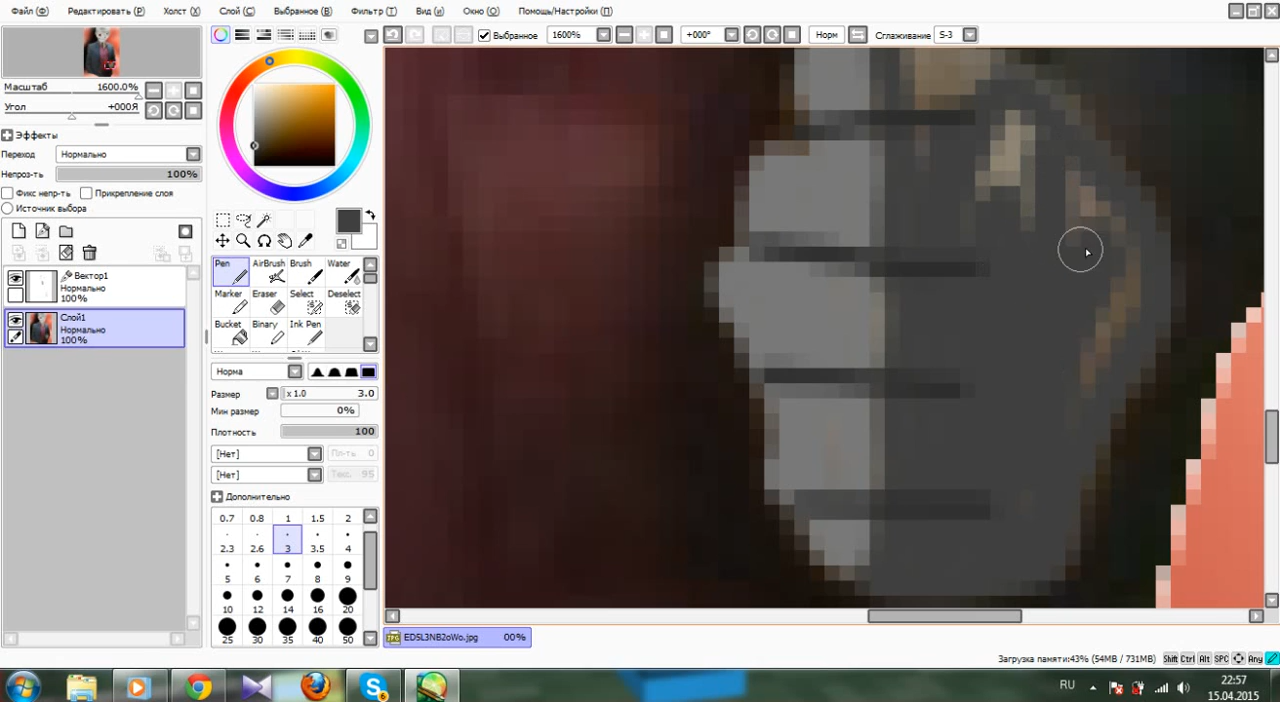 Файл (Ф) Редактировать (Р) Холст (Х) Слой (С) Выбранное (В) Фильтр (Т) Вид (И) Окно (О) Помощь/Настройки (П)
Выбранное 1600% +000° Норм Сглаживание S-3
Масштаб 1600.0%
Угол +000Я
Эффекты
Переход Нормально
Непроз-ть 100%
Фикс непр-ть Прикрепление слоя
Источник выбора
Вектор1
Нормально
100%
Слой1
Нормально
100%
Pen AirBrush Brush Water
Marker Eraser Select Deselect
Bucket Binary Ink Pen
Норма
Размер x 1.0 3.0
Мин размер 0%
Плотность 100
[Нет] Пл-ть 0
[Нет] Текс. 95
Дополнительно
0.7 0.8 1 1.5 2
2.3 2.6 3 3.5 4
5 6 7 8 9
10 12 14 16 20
25 30 35 40 50
ED5L3NB2oWo.jpg 00%
Загрузка памяти:43% (54MB / 731MB) Shift Ctrl Alt SPC Any
RU
22:57
15.04.2015